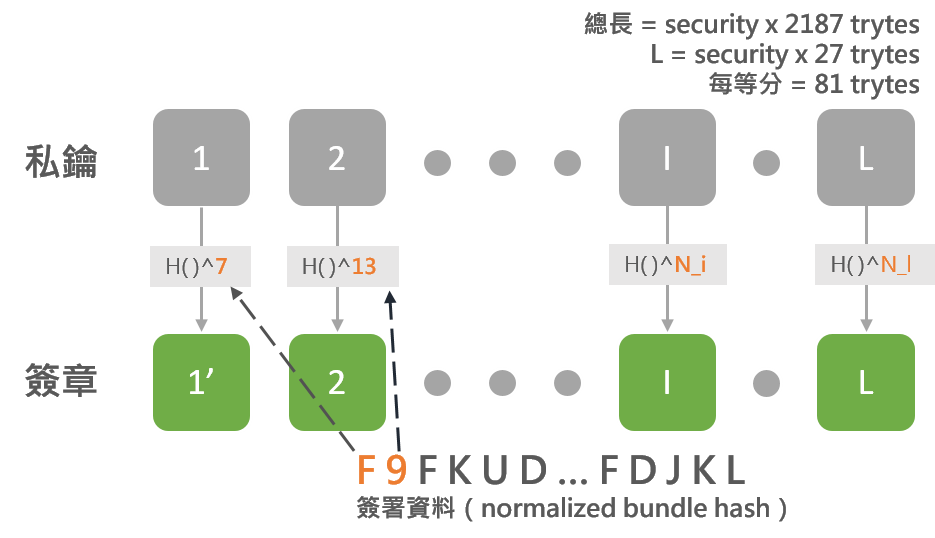 總長 = security x 2187 trytes
L = security x 27 trytes
每等分 = 81 trytes
私鑰 1 2 I L
H( )^7 H( )^13 H( )^N_i H( )^N_l
簽章 1’ 2 I L
F 9 F K U D ... F D J K L
簽署資料 ( normalized bundle hash )